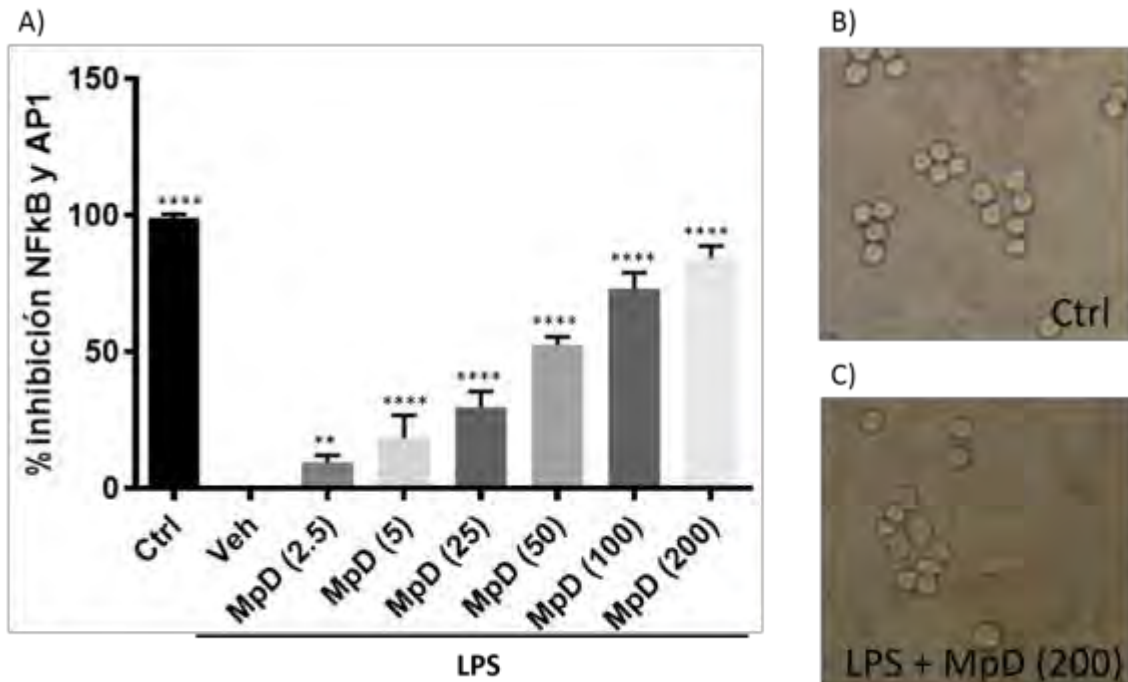 A)
% inhibición NFkB y AP1
150
100
50
0
****
**
****
****
****
****
****
Ctrl
Veh
MpD (2.5)
MpD (5)
MpD (25)
MpD (50)
MpD (100)
MpD (200)
LPS
B)
Ctrl
C)
LPS + MpD (200)